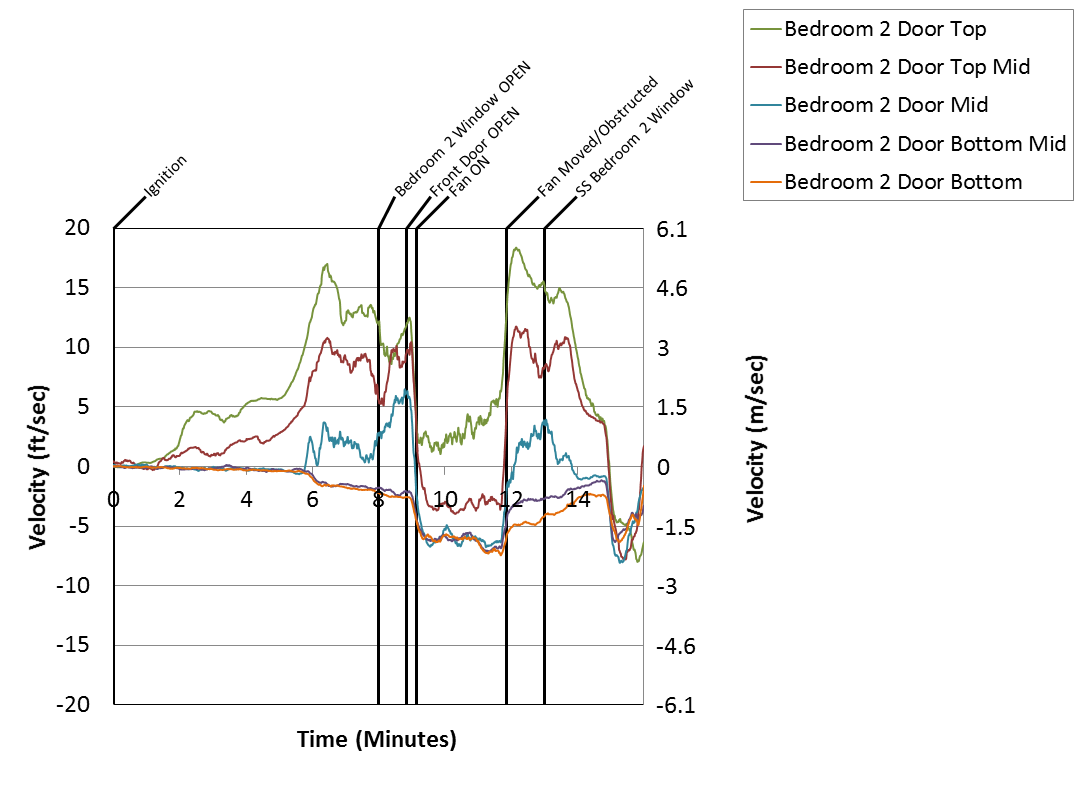 Bedroom 2 Door Top
Bedroom 2 Door Top Mid
Bedroom 2 Door Mid
Bedroom 2 Door Bottom Mid
Bedroom 2 Door Bottom
Ignition
Bedroom 2 Window OPEN
Front Door OPEN
Fan ON
Fan Moved/Obstructed
SS Bedroom 2 Window
20
15
10
5
0
-5
-10
-15
-20
Velocity (ft/sec)
0 2 4 6 8 10 12 14
6.1
4.6
3
1.5
0
-1.5
-3
-4.6
-6.1
Velocity (m/sec)
Time (Minutes)